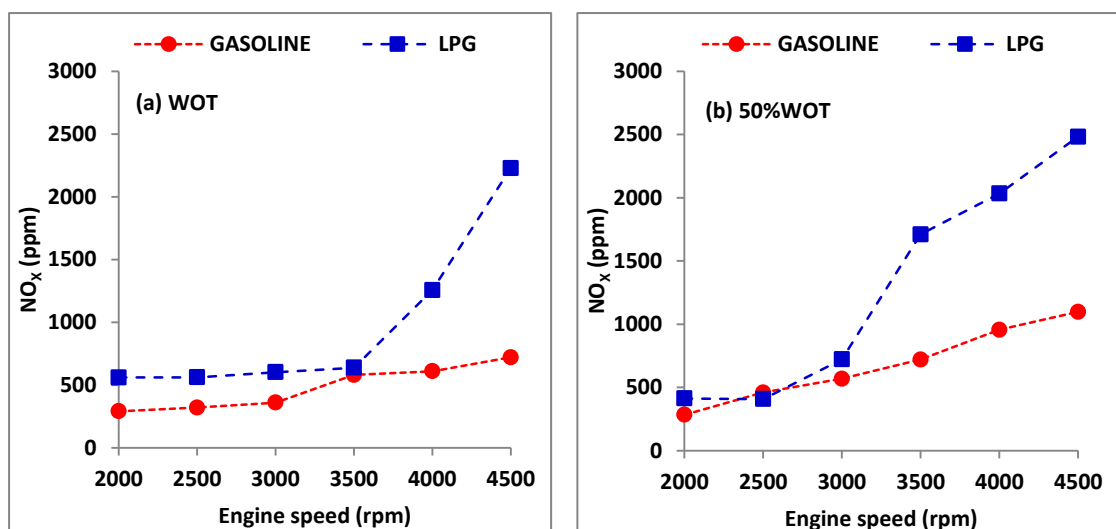 GASOLINE LPG
3000
(a) WOT
2500
2000
1500
1000
500
0
NOX (ppm)
2000 2500 3000 3500 4000 4500
Engine speed (rpm)
GASOLINE LPG
3000
(b) 50%WOT
2500
2000
1500
1000
500
0
NOX (ppm)
2000 2500 3000 3500 4000 4500
Engine speed (rpm)